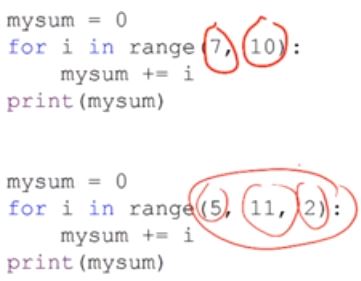 mysum = 0
for i in range(7, 10):
    mysum += i
print(mysum)
mysum = 0
for i in range(5, 11, 2):
    mysum += i
print(mysum)